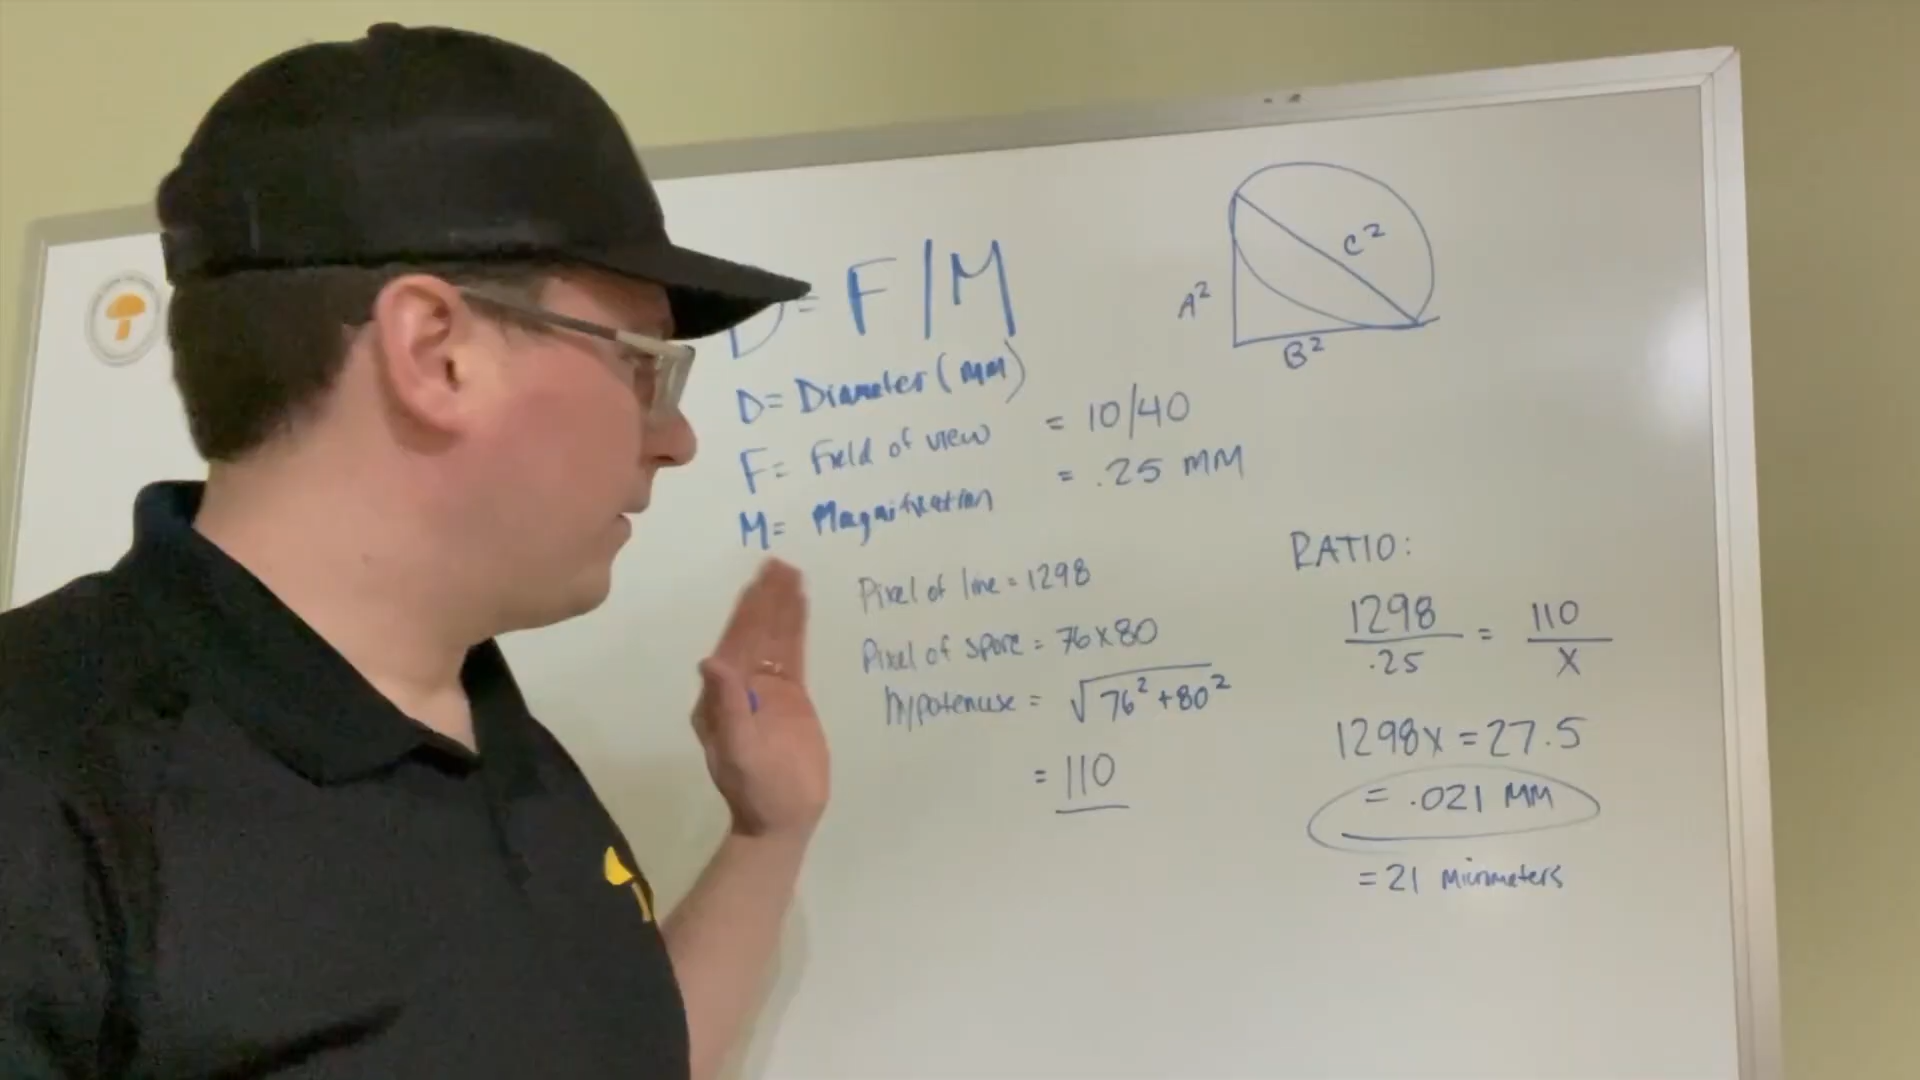 D = F/M
D = Diameter (mm)
F = Field of view = 10/40
= .25 MM
M = Magnification
Pixel of line = 1298
Pixel of spore = 76x80
hypotenuse = √76²+80²
= 110
A²
B²
C²
RATIO:
1298/.25 = 110/X
1298x = 27.5
= .021 MM
= 21 micrometers